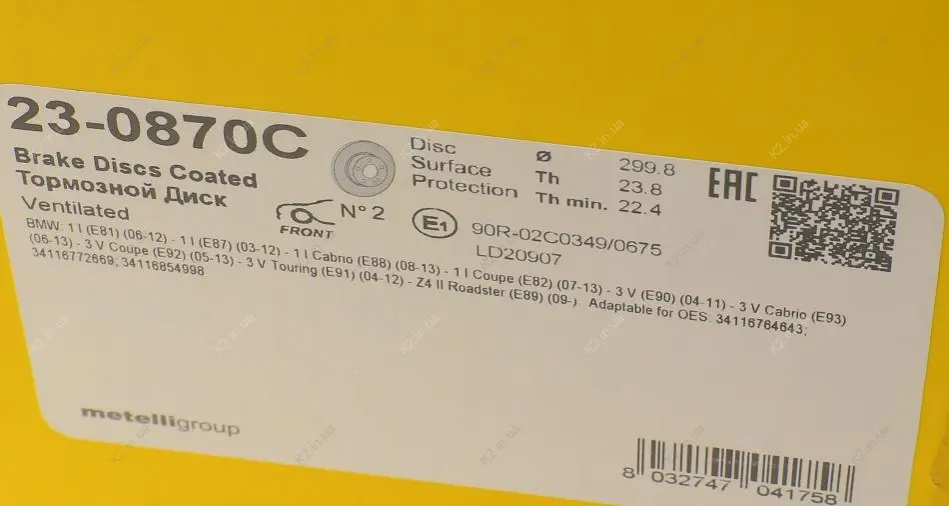 23-0870C
Brake Discs Coated
Тормозной Диск
Ventilated
FRONT
N° 2
Disc
Surface
Protection
Ø 299.8
Th 23.8
Th min. 22.4
E1
90R-02C0349/0675
LD20907
EAC
BMW: 1 I (E81) (06-12) - 1 I (E87) (03-12) - 1 I Cabrio (E88) (08-13) - 1 I Coupe (E82) (07-13) - 3 V (E90) (04-11) - 3 V Cabrio (E93)
(06-13) - 3 V Coupe (E92) (05-13) - 3 V Touring (E91) (04-12) - Z4 II Roadster (E89) (09-). Adaptable for OES: 34116764643;
34116772669; 34116854998
metelligroup
8 032747 041758
K2.in.ua